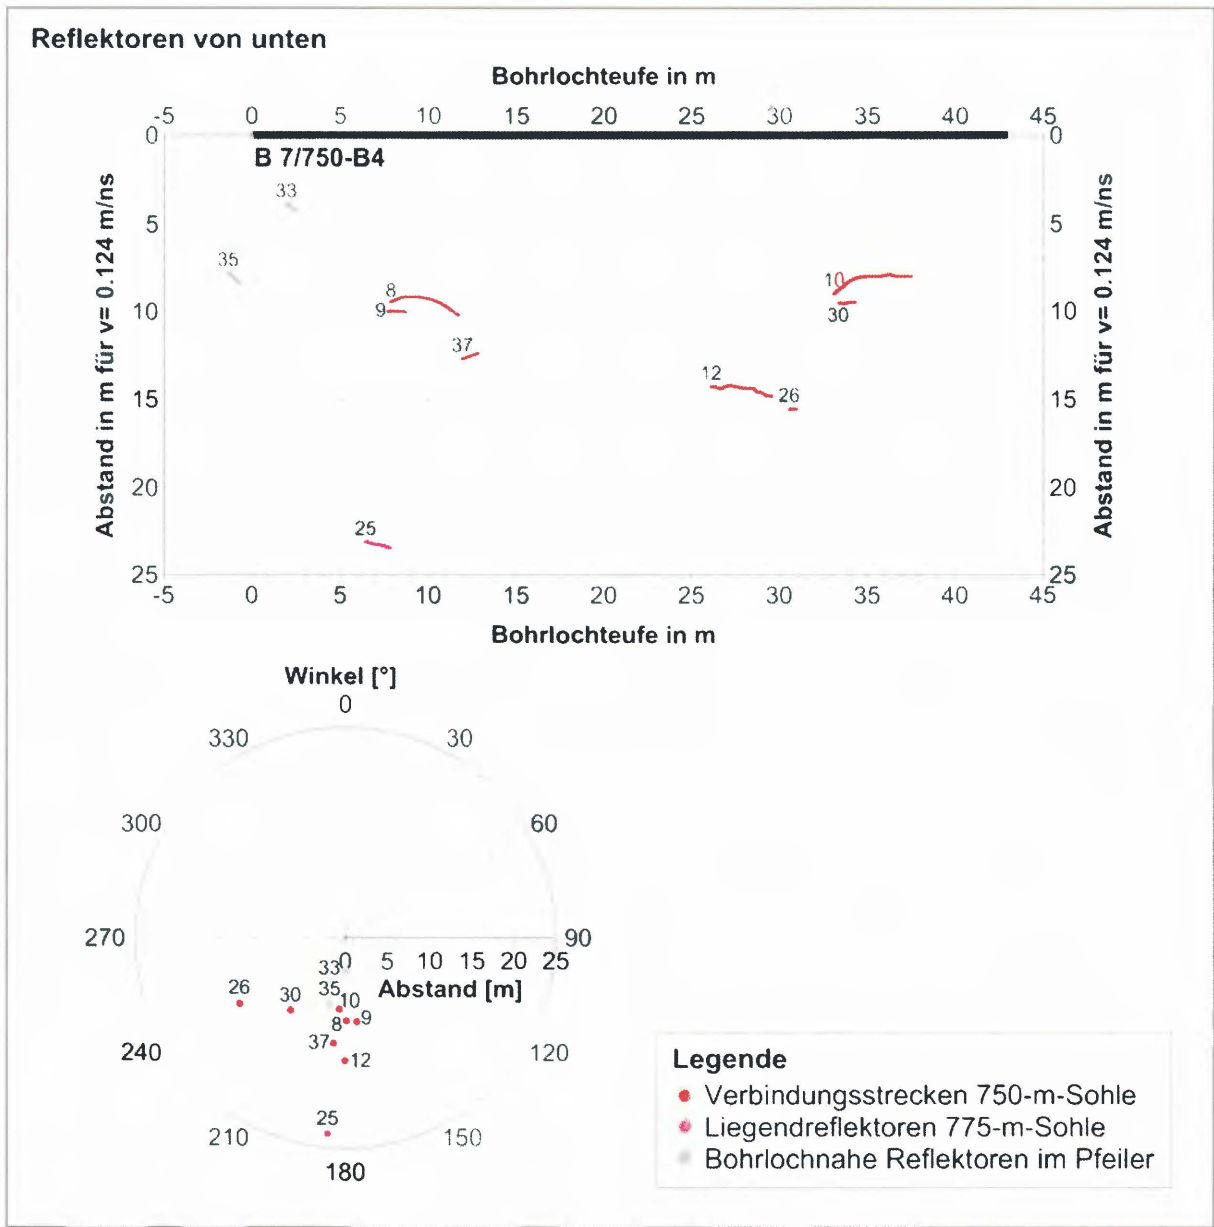 Reflektoren von unten
Bohrlochteufe in m
-5 0 5 10 15 20 25 30 35 40 45
0 0
B 7/750-B4
33
5 5
35
8
10
9
10 30 10
37
12
26
15 15
20 20
25
25 25
-5 0 5 10 15 20 25 30 35 40 45
Abstand in m für v= 0.124 m/ns
Abstand in m für v= 0.124 m/ns
Bohrlochteufe in m
Winkel [°]
0
330 30
300 60
270 90
0 5 10 15 20 25
33
Abstand [m]
26 30 35 10
8 9
37
12
240 120
25
210 150
180
Legende
Verbindungsstrecken 750-m-Sohle
Liegendreflektoren 775-m-Sohle
Bohrlochnahe Reflektoren im Pfeiler